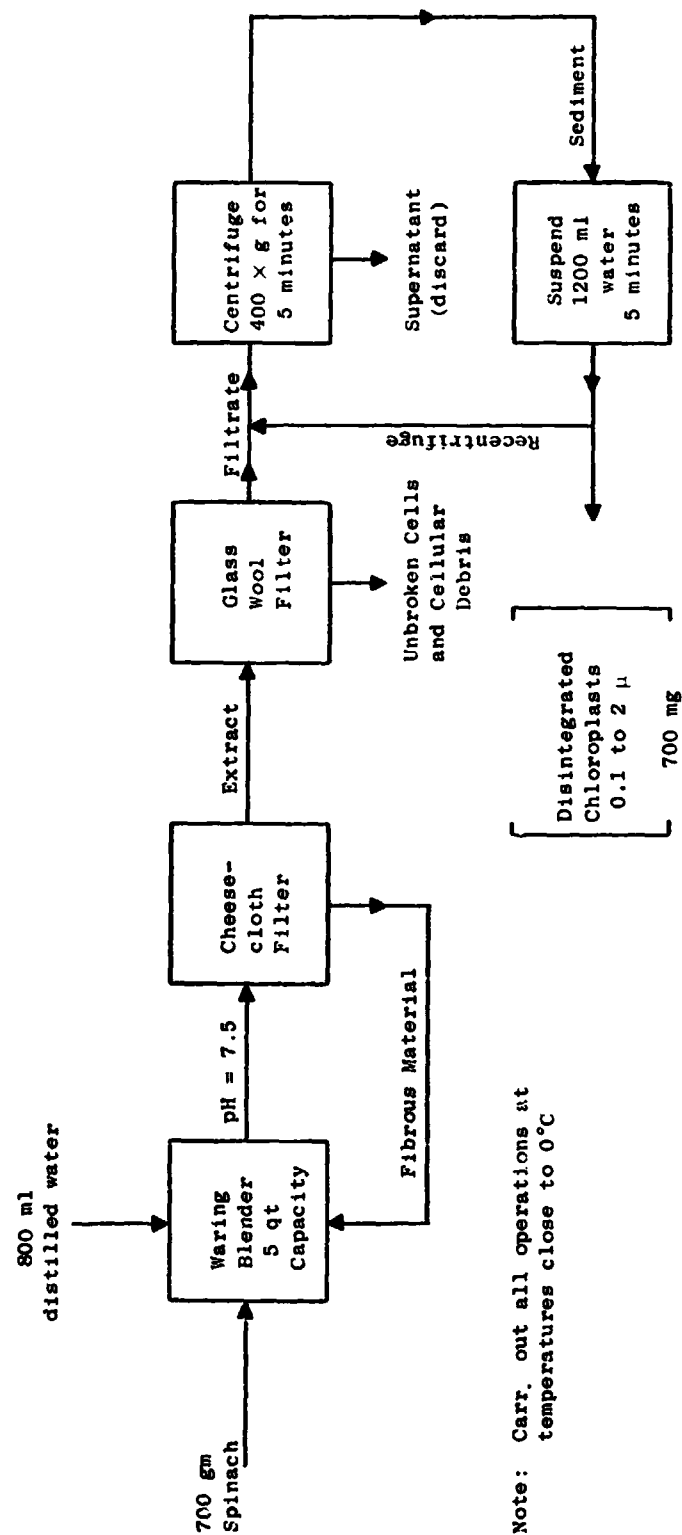 800 ml
distilled water
700 gm
Spinach
Waring
Blender
5 qt
Capacity
pH = 7.5
Cheese-
cloth
Filter
Fibrous Material
Extract
Glass
Wool
Filter
Unbroken Cells
and Cellular
Debris
Filtrate
Centrifuge
400 × g for
5 minutes
Supernatant
(discard)
Sediment
Suspend
1200 ml
water
5 minutes
Recentrifuge
Disintegrated
Chloroplasts
0.1 to 2 μ
700 mg
Note: Carr. out all operations at
temperatures close to 0°C